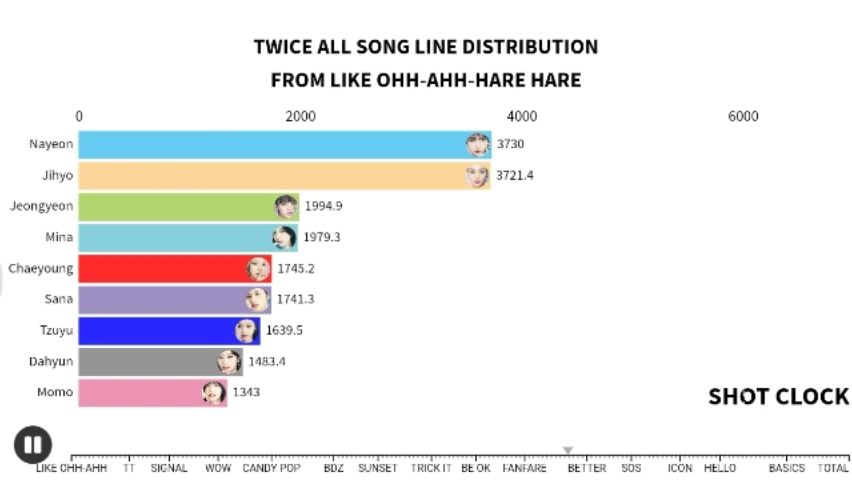 TWICE ALL SONG LINE DISTRIBUTION
FROM LIKE OHH-AHH-HARE HARE
0 2000 4000 6000
Nayeon 3730
Jihyo 3721.4
Jeongyeon 1994.9
Mina 1979.3
Chaeyoung 1745.2
Sana 1741.3
Tzuyu 1639.5
Dahyun 1483.4
Momo 1343
SHOT CLOCK
LIKE OHH-AHH TT SIGNAL WOW CANDY POP BDZ SUNSET TRICK IT BE OK FANFARE BETTER SOS ICON HELLO BASICS TOTAL